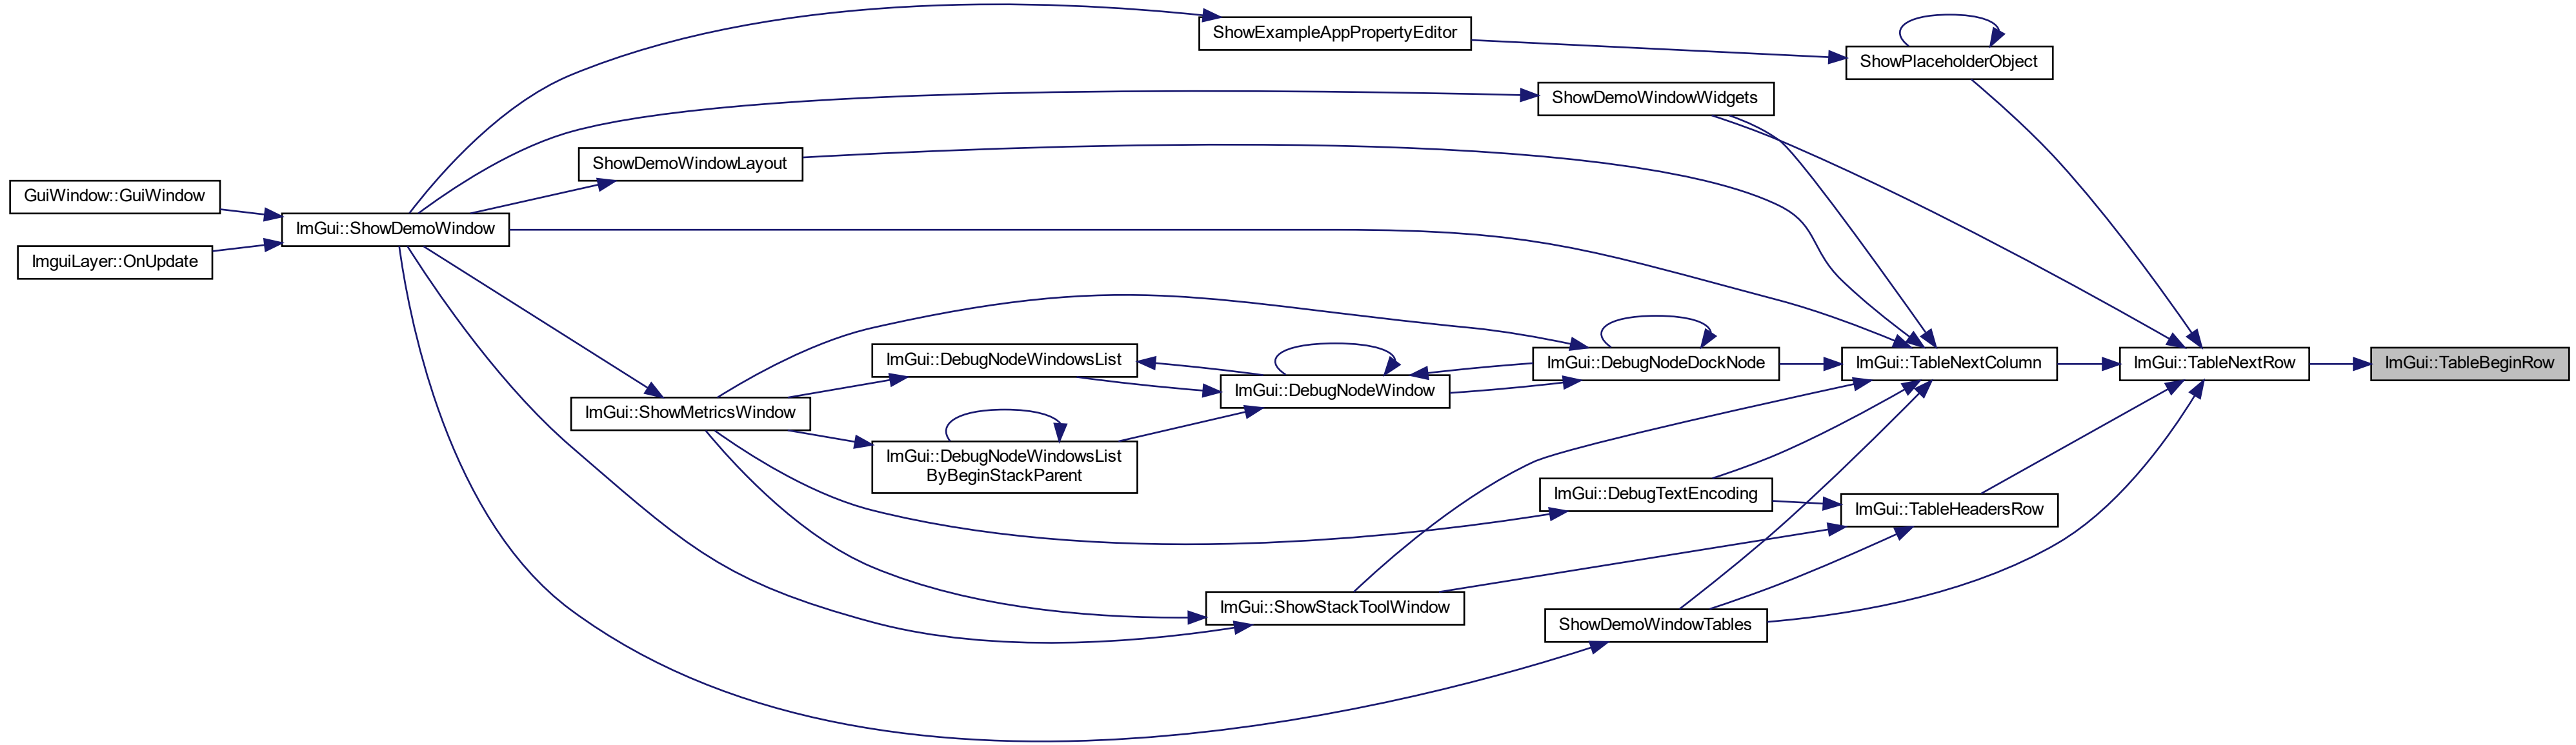 ShowExampleAppPropertyEditor
ShowPlaceholderObject
ShowDemoWindowWidgets
ShowDemoWindowLayout
GuiWindow::GuiWindow
ImGui::ShowDemoWindow
ImguiLayer::OnUpdate
ImGui::DebugNodeWindowsList
ImGui::DebugNodeDockNode
ImGui::TableNextColumn
ImGui::TableNextRow
ImGui::TableBeginRow
ImGui::DebugNodeWindow
ImGui::ShowMetricsWindow
ImGui::DebugNodeWindowsList
ByBeginStackParent
ImGui::DebugTextEncoding
ImGui::TableHeadersRow
ImGui::ShowStackToolWindow
ShowDemoWindowTables